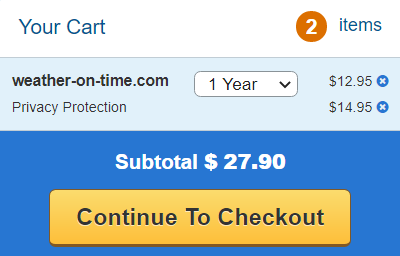 Your Cart 2 items
weather-on-time.com 1 Year $12.95
Privacy Protection $14.95
Subtotal $ 27.90
Continue To Checkout